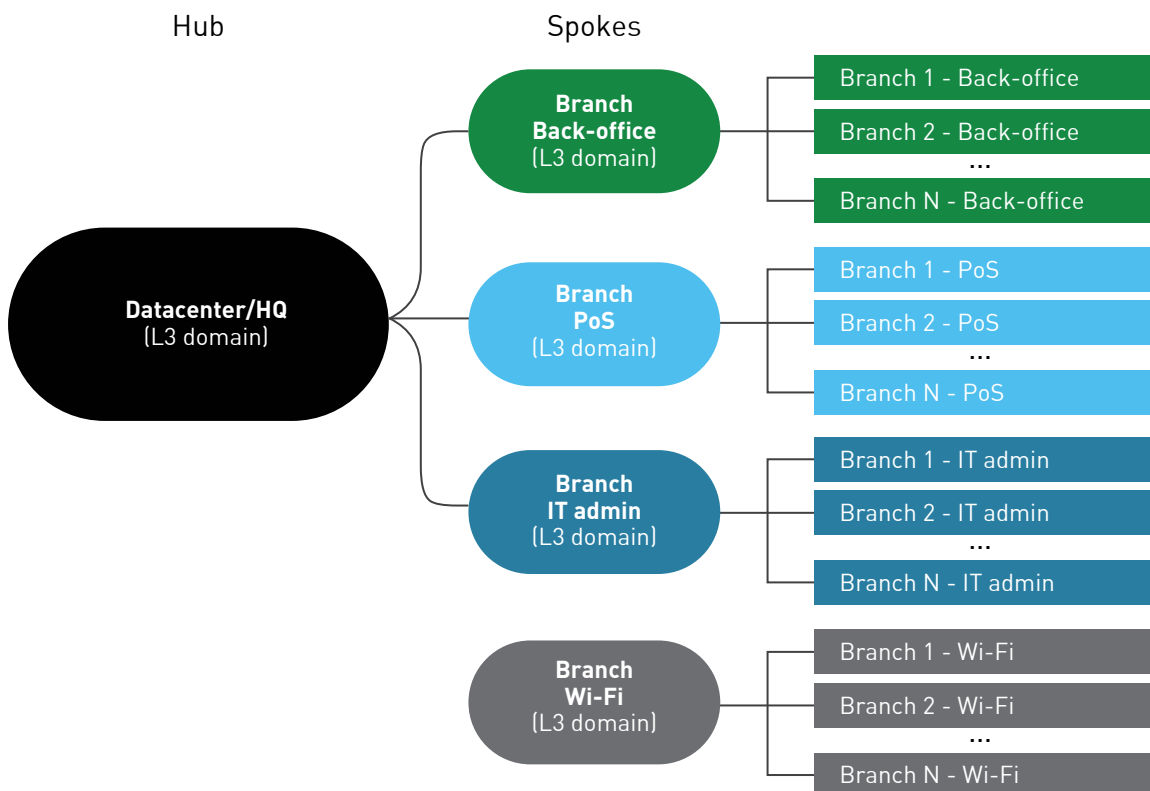 Hub
Spokes
Datacenter/HQ
(L3 domain)
Branch
Back-office
(L3 domain)
Branch 1 - Back-office
Branch 2 - Back-office
...
Branch N - Back-office
Branch
PoS
(L3 domain)
Branch 1 - PoS
Branch 2 - PoS
...
Branch N - PoS
Branch
IT admin
(L3 domain)
Branch 1 - IT admin
Branch 2 - IT admin
...
Branch N - IT admin
Branch
Wi-Fi
(L3 domain)
Branch 1 - Wi-Fi
Branch 2 - Wi-Fi
...
Branch N - Wi-Fi